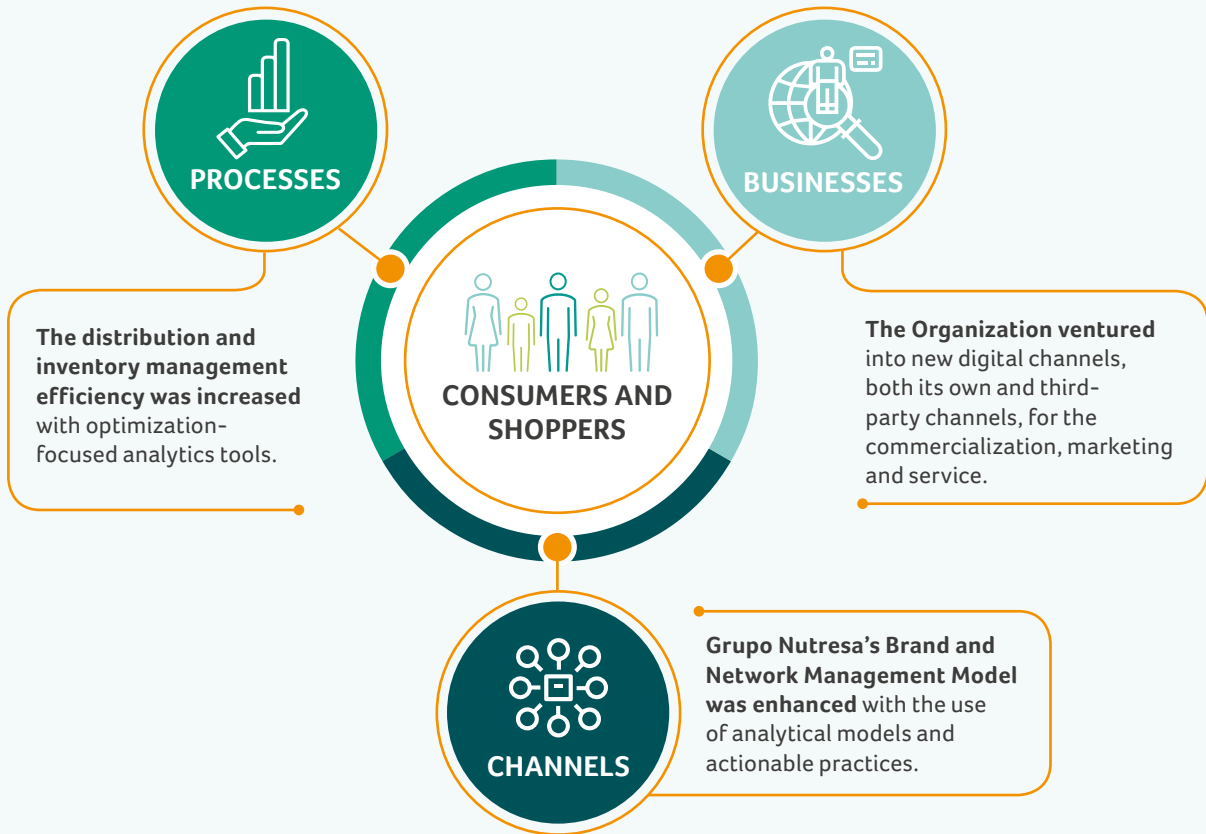 PROCESSES
The distribution and
inventory management
efficiency was increased
with optimization-
focused analytics tools.
BUSINESSES
The Organization ventured
into new digital channels,
both its own and third-
party channels, for the
commercialization, marketing
and service.
CONSUMERS AND
SHOPPERS
CHANNELS
Grupo Nutresa’s Brand and
Network Management Model
was enhanced with the use
of analytical models and
actionable practices.